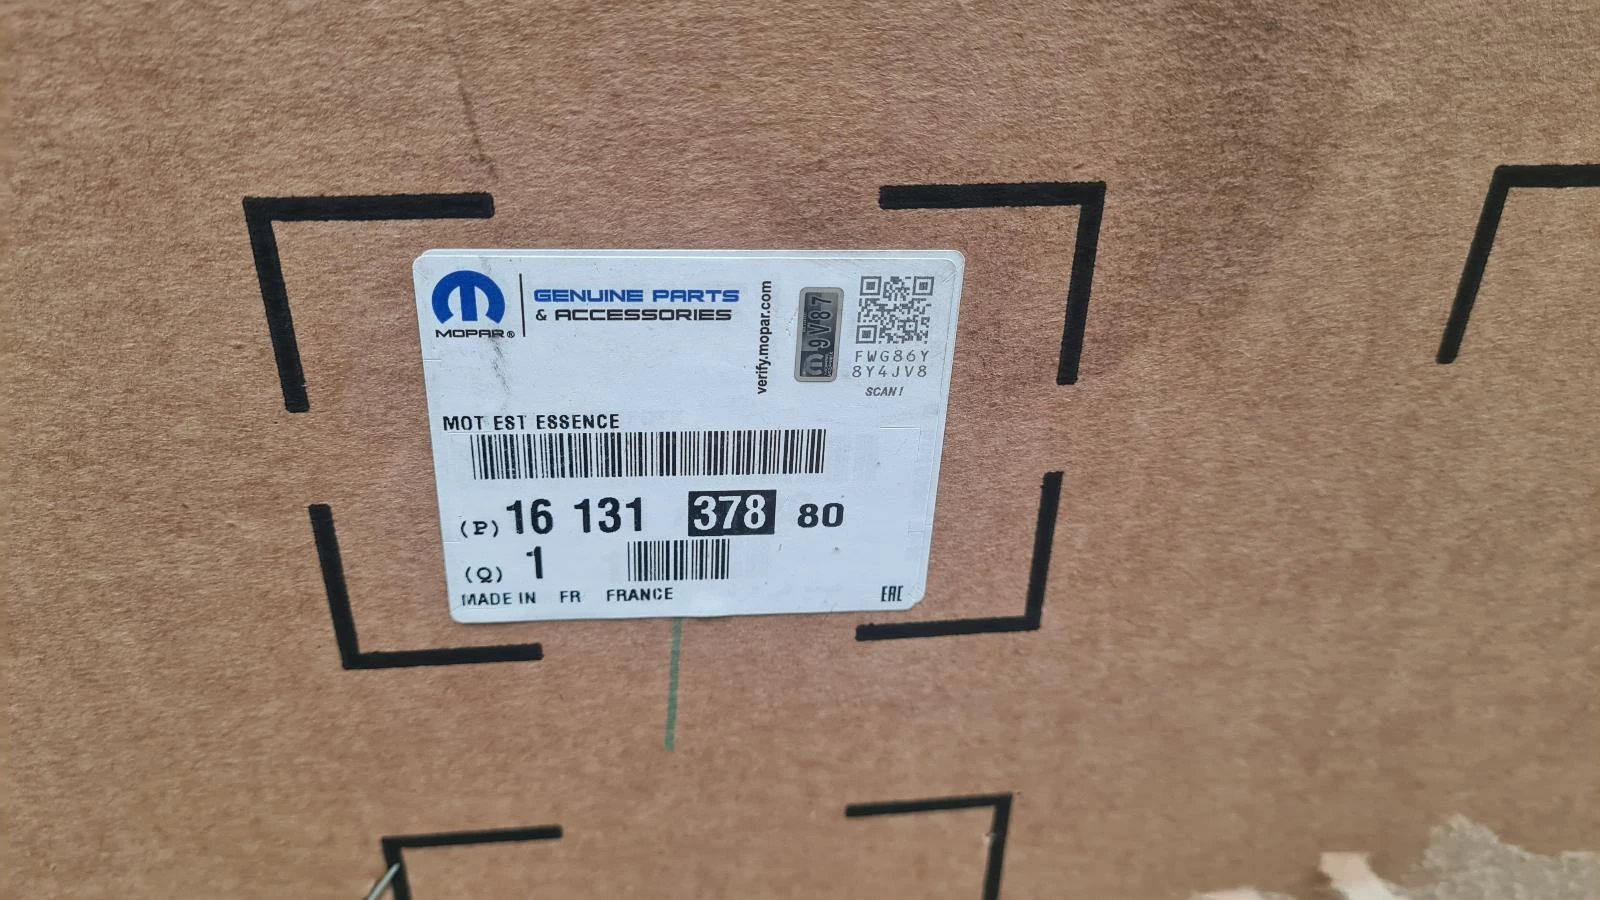 MOPAR®
GENUINE PARTS
& ACCESSORIES
verify.mopar.com
9V87
FWG86Y
8Y4JV8
SCAN!
MOT EST ESSENCE
(P) 16 131 378 80
(Q) 1
MADE IN FR FRANCE
EAC